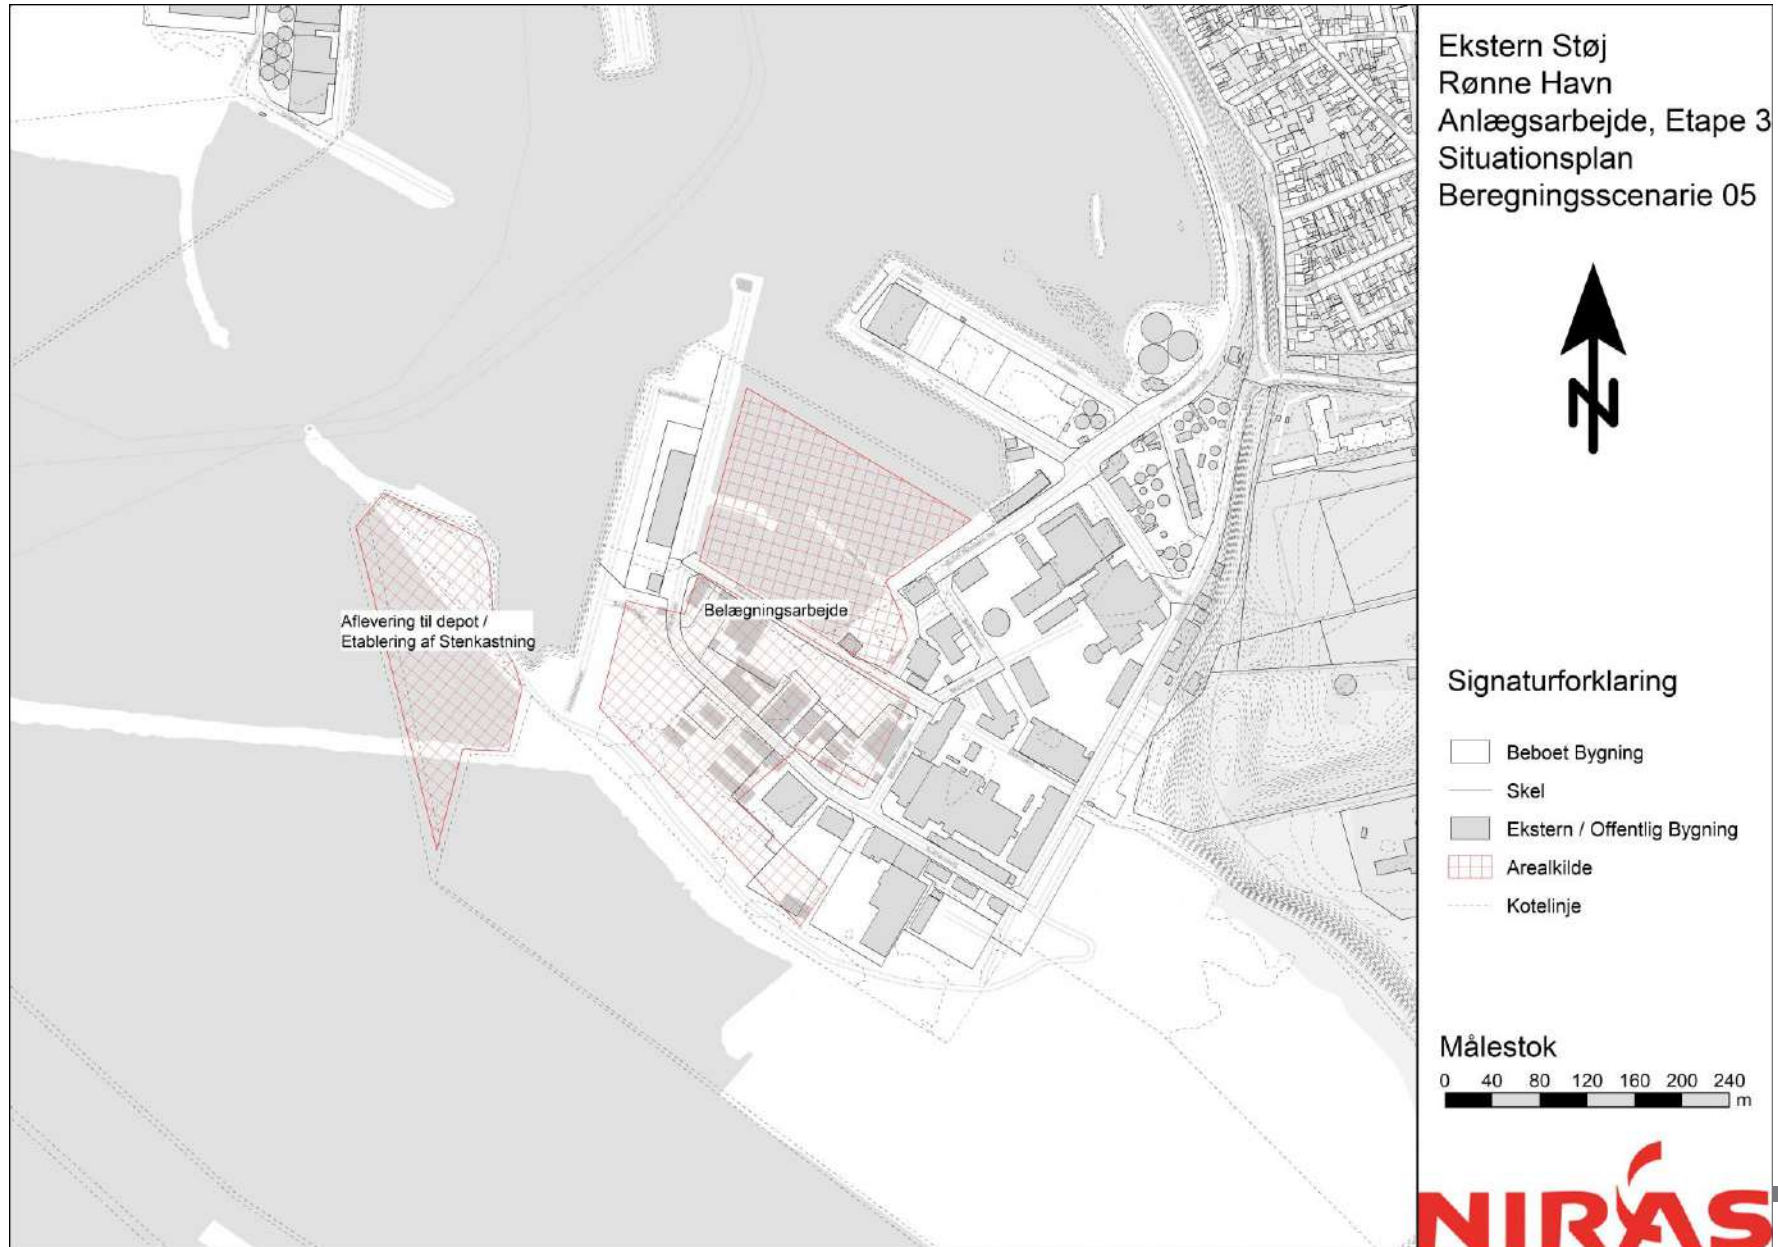 Ekstern Støj
Rønne Havn
Anlægsarbejde, Etape 3
Situationsplan
Beregningsscenarie 05
N
Aflevering til depot /
Etablering af Stenkastning
Belægningsarbejde
Signaturforklaring
Beboet Bygning
Skel
Ekstern / Offentlig Bygning
Arealkilde
Kotelinje
Målestok
0 40 80 120 160 200 240
m
NIRAS